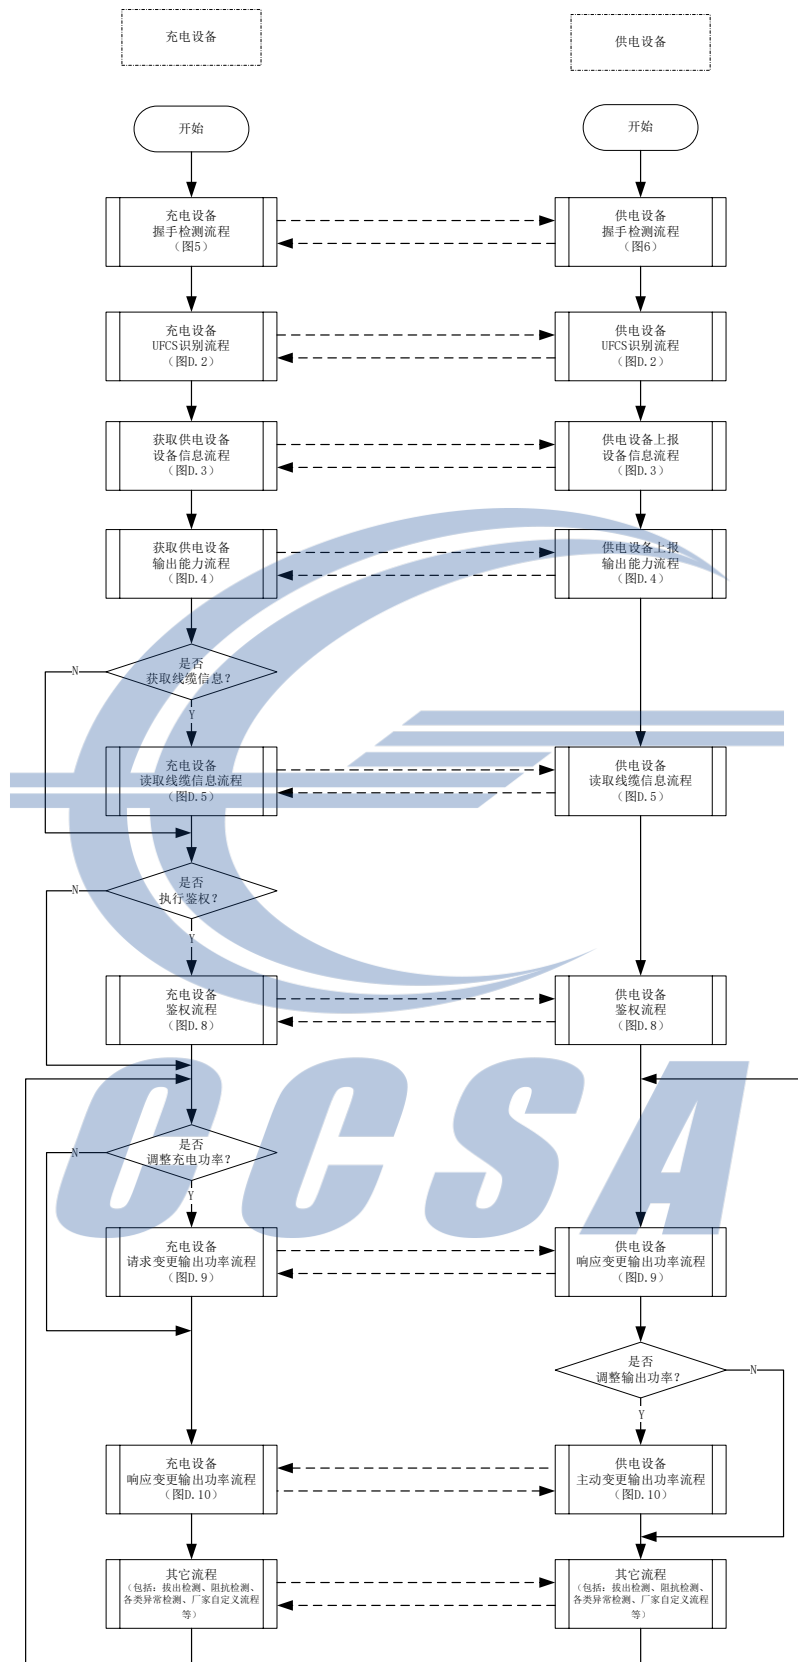 充电设备
供电设备
开始
开始
充电设备
握手检测流程
（图5）
供电设备
握手检测流程
（图6）
充电设备
UFCS识别流程
（图D.2）
供电设备
UFCS识别流程
（图D.2）
获取供电设备
设备信息流程
（图D.3）
供电设备上报
设备信息流程
（图D.3）
获取供电设备
输出能力流程
（图D.4）
供电设备上报
输出能力流程
（图D.4）
是否
获取线缆信息？
N
Y
充电设备
读取线缆信息流程
（图D.5）
供电设备
读取线缆信息流程
（图D.5）
是否
执行鉴权？
N
Y
充电设备
鉴权流程
（图D.8）
供电设备
鉴权流程
（图D.8）
CCSA
是否
调整充电功率？
N
Y
充电设备
请求变更输出功率流程
（图D.9）
供电设备
响应变更输出功率流程
（图D.9）
是否
调整输出功率？
N
Y
充电设备
响应变更输出功率流程
（图D.10）
供电设备
主动变更输出功率流程
（图D.10）
其它流程
（包括：拔出检测、阻抗检测、
各类异常检测、厂家自定义流程
等）
其它流程
（包括：拔出检测、阻抗检测、
各类异常检测、厂家自定义流程
等）